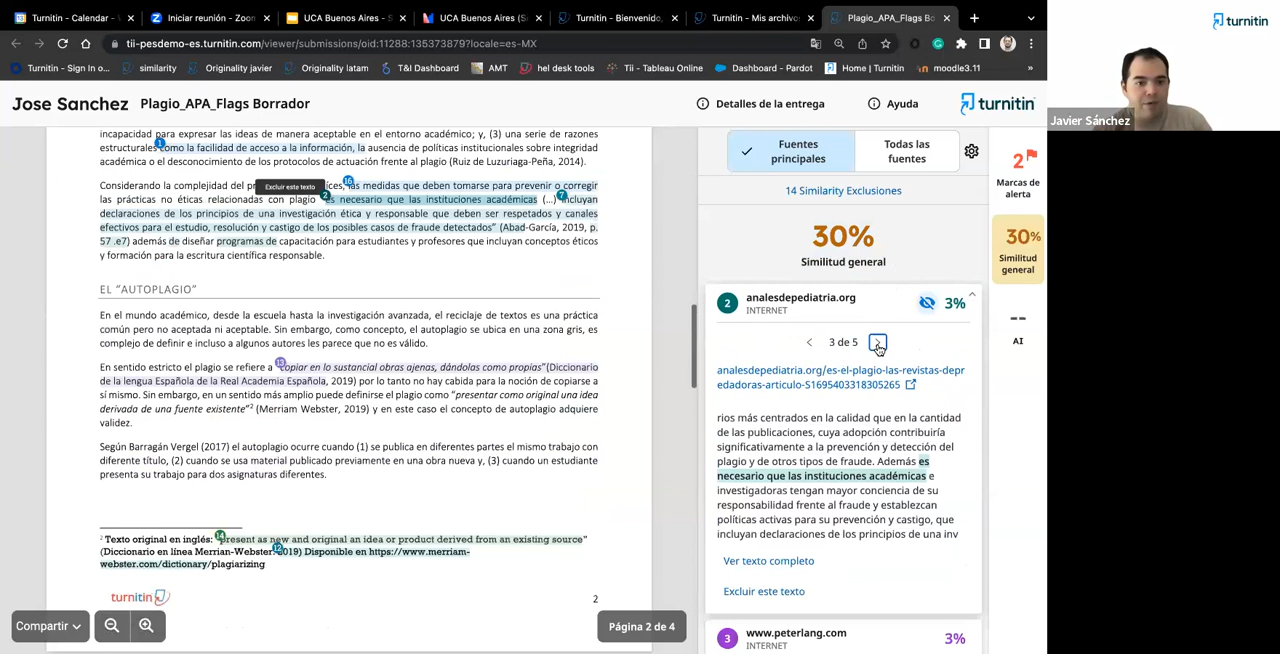 Turnitin - Calendar -
Iniciar reunión - Zoom
UCA Buenos Aires - S
UCA Buenos Aires (Si
Turnitin - Bienvenido,
Turnitin - Mis archivo
Plagio_APA_Flags Bo
tii-pesdemo-es.turnitin.com/viewer/submissions/oid:11288:135373879?locale=es-MX
Turnitin - Sign In o...
similarity
Originality javier
Originality latam
T&I Dashboard
AMT
hel desk tools
Tii - Tableau Online
Dashboard - Pardot
Home | Turnitin
moodle3.11
»
Jose Sanchez Plagio_APA_Flags Borrador
Detalles de la entrega
Ayuda
turnitin
incapacidad para expresar las ideas de manera aceptable en el entorno académico; y, (3) una serie de razones
estructurales como la facilidad de acceso a la información, la ausencia de políticas institucionales sobre integridad
académica o el desconocimiento de los protocolos de actuación frente al plagio (Ruiz de Luzuriaga-Peña, 2014).
1
Excluir este texto
16
2
7
Considerando la complejidad del pr íces, las medidas que deben tomarse para prevenir o corregir
las prácticas no éticas relacionadas con plagio es necesario que las instituciones académicas (...) incluyan
declaraciones de los principios de una investigación ética y responsable que deben ser respetados y canales
efectivos para el estudio, resolución y castigo de los posibles casos de fraude detectados" (Abad-García, 2019, p.
57 .e7) además de diseñar programas de capacitación para estudiantes y profesores que incluyan conceptos éticos
y formación para la escritura científica responsable.
EL "AUTOPLAGIO"
En el mundo académico, desde la escuela hasta la investigación avanzada, el reciclaje de textos es una práctica
común pero no aceptada ni aceptable. Sin embargo, como concepto, el autoplagio se ubica en una zona gris, es
complejo de definir e incluso a algunos autores les parece que no es válido.
13
En sentido estricto el plagio se refiere a "copiar en lo sustancial obras ajenas, dándolas como propias"(Diccionario
de la lengua Española de la Real Academia Española, 2019) por lo tanto no hay cabida para la noción de copiarse a
sí mismo. Sin embargo, en un sentido más amplio puede definirse el plagio como "presentar como original una idea
derivada de una fuente existente"2 (Merriam Webster, 2019) y en este caso el concepto de autoplagio adquiere
validez.
Según Barragán Vergel (2017) el autoplagio ocurre cuando (1) se publica en diferentes partes el mismo trabajo con
diferente título, (2) cuando se usa material publicado previamente en una obra nueva y, (3) cuando un estudiante
presenta su trabajo para dos asignaturas diferentes.
14
12
2 Texto original en inglés: "present as new and original an idea or product derived from an existing source"
(Diccionario en línea Merrian-Webster, 2019) Disponible en https://www.merriam-
webster.com/dictionary/plagiarizing
turnitin
2
Compartir
Página 2 de 4
Fuentes
principales
Todas las
fuentes
14 Similarity Exclusions
30%
Similitud general
2
analesdepediatria.org
INTERNET
3%
3 de 5
analesdepediatria.org/es-el-plagio-las-revistas-depr
edadoras-articulo-S1695403318305265
rios más centrados en la calidad que en la cantidad
de las publicaciones, cuya adopción contribuiría
significativamente a la prevención y detección del
plagio y de otros tipos de fraude. Además es
necesario que las instituciones académicas e
investigadoras tengan mayor conciencia de su
responsabilidad frente al fraude y establezcan
políticas activas para su prevención y castigo, que
incluyan declaraciones de los principios de una inv
Ver texto completo
Excluir este texto
3
www.peterlang.com
INTERNET
3%
2
Marcas de
alerta
30%
Similitud
general
--
AI
turnitin
Javier Sánchez